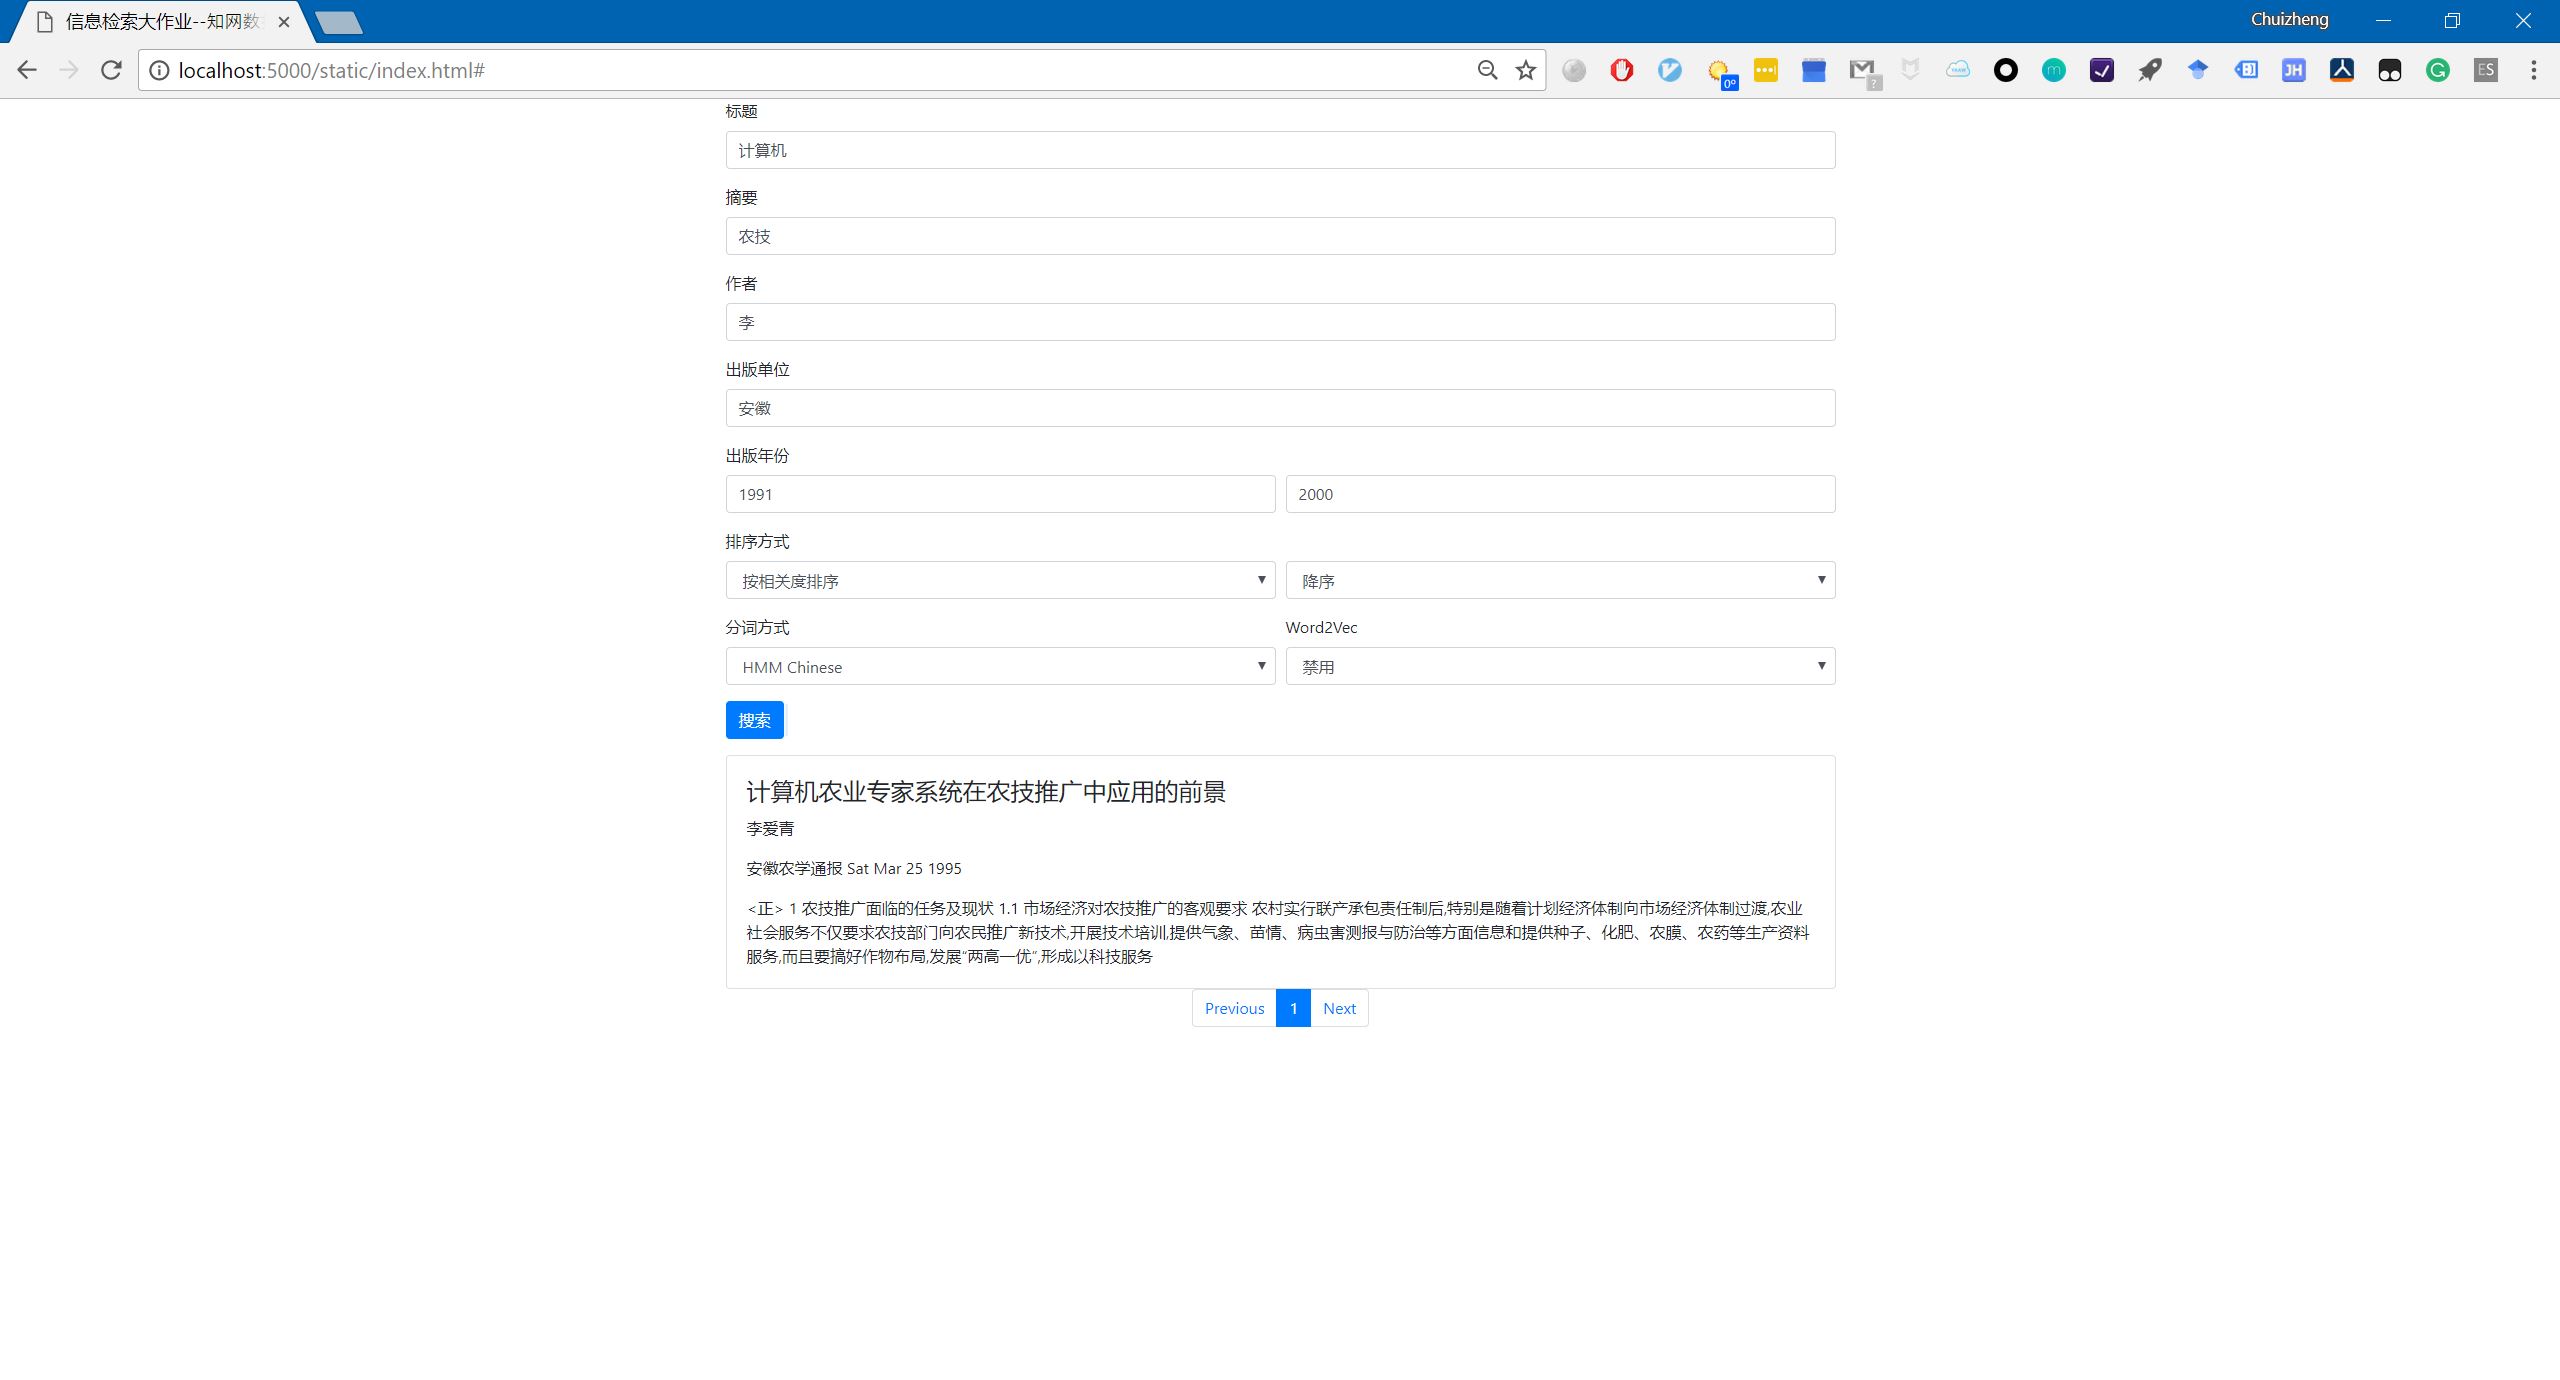 信息检索大作业--知网数
Chuizheng
localhost:5000/static/index.html#
0°
?
m
JH
ES
标题
计算机
摘要
农技
作者
李
出版单位
安徽
出版年份
1991 2000
排序方式
按相关度排序 降序
分词方式 Word2Vec
HMM Chinese 禁用
搜索
计算机农业专家系统在农技推广中应用的前景
李爱青
安徽农学通报 Sat Mar 25 1995
<正> 1 农技推广面临的任务及现状 1.1 市场经济对农技推广的客观要求 农村实行联产承包责任制后,特别是随着计划经济体制向市场经济体制过渡,农业
社会服务不仅要求农技部门向农民推广新技术,开展技术培训,提供气象、苗情、病虫害测报与防治等方面信息和提供种子、化肥、农膜、农药等生产资料
服务,而且要搞好作物布局,发展“两高一优”,形成以科技服务
Previous 1 Next